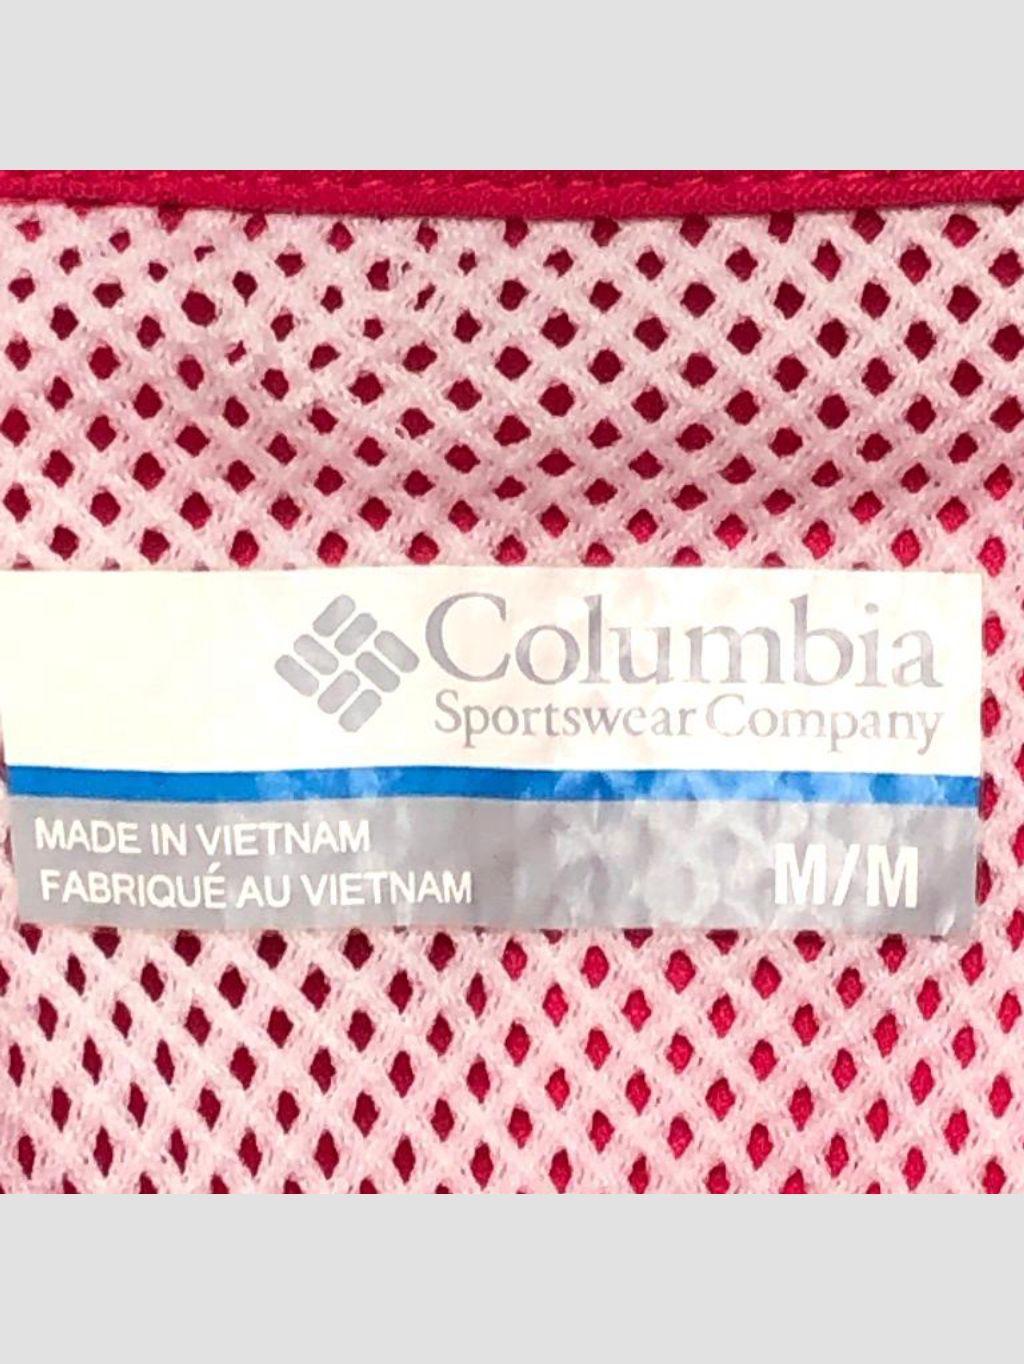 Columbia
Sportswear Company
MADE IN VIETNAM
FABRIQUÉ AU VIETNAM
M/M